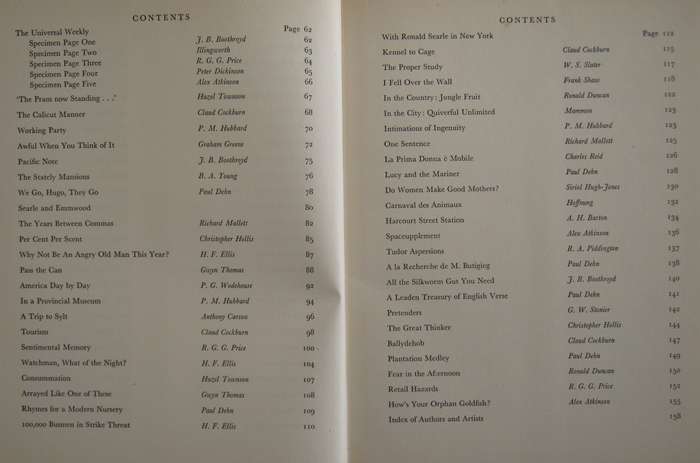 CONTENTS
The Universal Weekly Page 62
Specimen Page One J. B. Boothroyd 62
Specimen Page Two Illingworth 63
Specimen Page Three R. G. G. Price 64
Specimen Page Four Peter Dickinson 65
Specimen Page Five Alex Atkinson 66
'The Pram now Standing . . .' Hazel Townson 67
The Calicut Manner Claud Cockburn 68
Working Party P. M. Hubbard 70
Awful When You Think of It Graham Greene 72
Pacific Note J. B. Boothroyd 75
The Stately Mansions B. A. Young 76
We Go, Hugo, They Go Paul Dehn 78
Searle and Emmwood 80
The Years Between Commas Richard Mallett 82
Per Cent Per Scent Christopher Hollis 85
Why Not Be An Angry Old Man This Year? H. F. Ellis 87
Pass the Can Gwyn Thomas 88
America Day by Day P. G. Wodehouse 92
In a Provincial Museum P. M. Hubbard 94
A Trip to Sylt Anthony Carson 96
Tourism Claud Cockburn 98
Sentimental Memory R. G. G. Price 100
Watchman, What of the Night? H. F. Ellis 104
Consummation Hazel Townson 107
Arrayed Like One of These Gwyn Thomas 108
Rhymes for a Modern Nursery Paul Dehn 109
100,000 Busmen in Strike Threat H. F. Ellis 110
CONTENTS
With Ronald Searle in New York Page 112
Kennel to Cage Claud Cockburn 115
The Proper Study W. S. Slater 117
I Fell Over the Wall Frank Shaw 118
In the Country: Jungle Fruit Ronald Duncan 122
In the City: Quiverful Unlimited Mammon 123
Intimations of Ingenuity P. M. Hubbard 123
One Sentence Richard Mallett 125
La Prima Donna è Mobile Charles Reid 126
Lucy and the Mariner Paul Dehn 128
Do Women Make Good Mothers? Siriol Hugh-Jones 130
Carnaval des Animaux Hoffnung 132
Harcourt Street Station A. H. Barton 134
Spacesupplement Alex Atkinson 136
Tudor Aspersions R. A. Piddington 137
A la Recherche de M. Butigieg Paul Dehn 138
All the Silkworm Gut You Need J. B. Boothroyd 140
A Leaden Treasury of English Verse Paul Dehn 141
Pretenders G. W. Stonier 142
The Great Thinker Christopher Hollis 144
Ballydehob Claud Cockburn 147
Plantation Medley Paul Dehn 149
Fear in the Afternoon Ronald Duncan 150
Retail Hazards R. G. G. Price 152
How's Your Orphan Goldfish? Alex Atkinson 155
Index of Authors and Artists 158